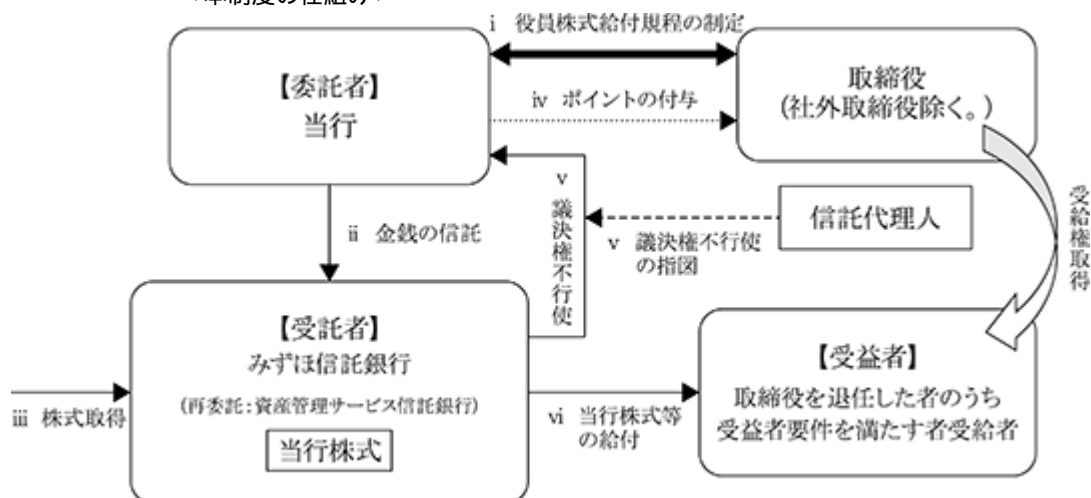 <本制度の仕組み>
i 役員株式給付規程の制定
【委託者】
当行
取締役
(社外取締役除く。)
iv ポイントの付与
受給権取得
信託代理人
v 議決権不行使
の指図
v 議決権不行使
ii 金銭の信託
【受託者】
みずほ信託銀行
(再委託:資産管理サービス信託銀行)
当行株式
iii 株式取得
vi 当行株式等
の給付
【受益者】
取締役を退任した者のうち
受益者要件を満たす者受給者